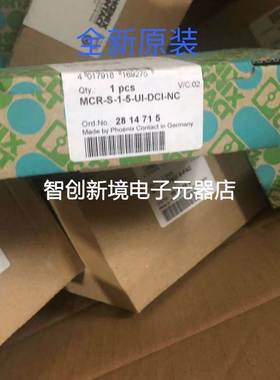 全新原装
4 017918 169275
Qty.: 1 pcs V/C:02
MCR-S-1-5-UI-DCI-NC
Ord.No.: 28 14 71 5
Made by Phoenix Contact in Germany
智创新境电子元器店